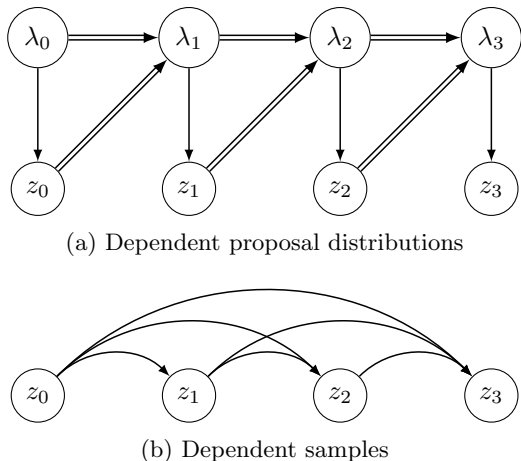 λ₀ λ₁ λ₂ λ₃
z₀ z₁ z₂ z₃
(a) Dependent proposal distributions
z₀ z₁ z₂ z₃
(b) Dependent samples